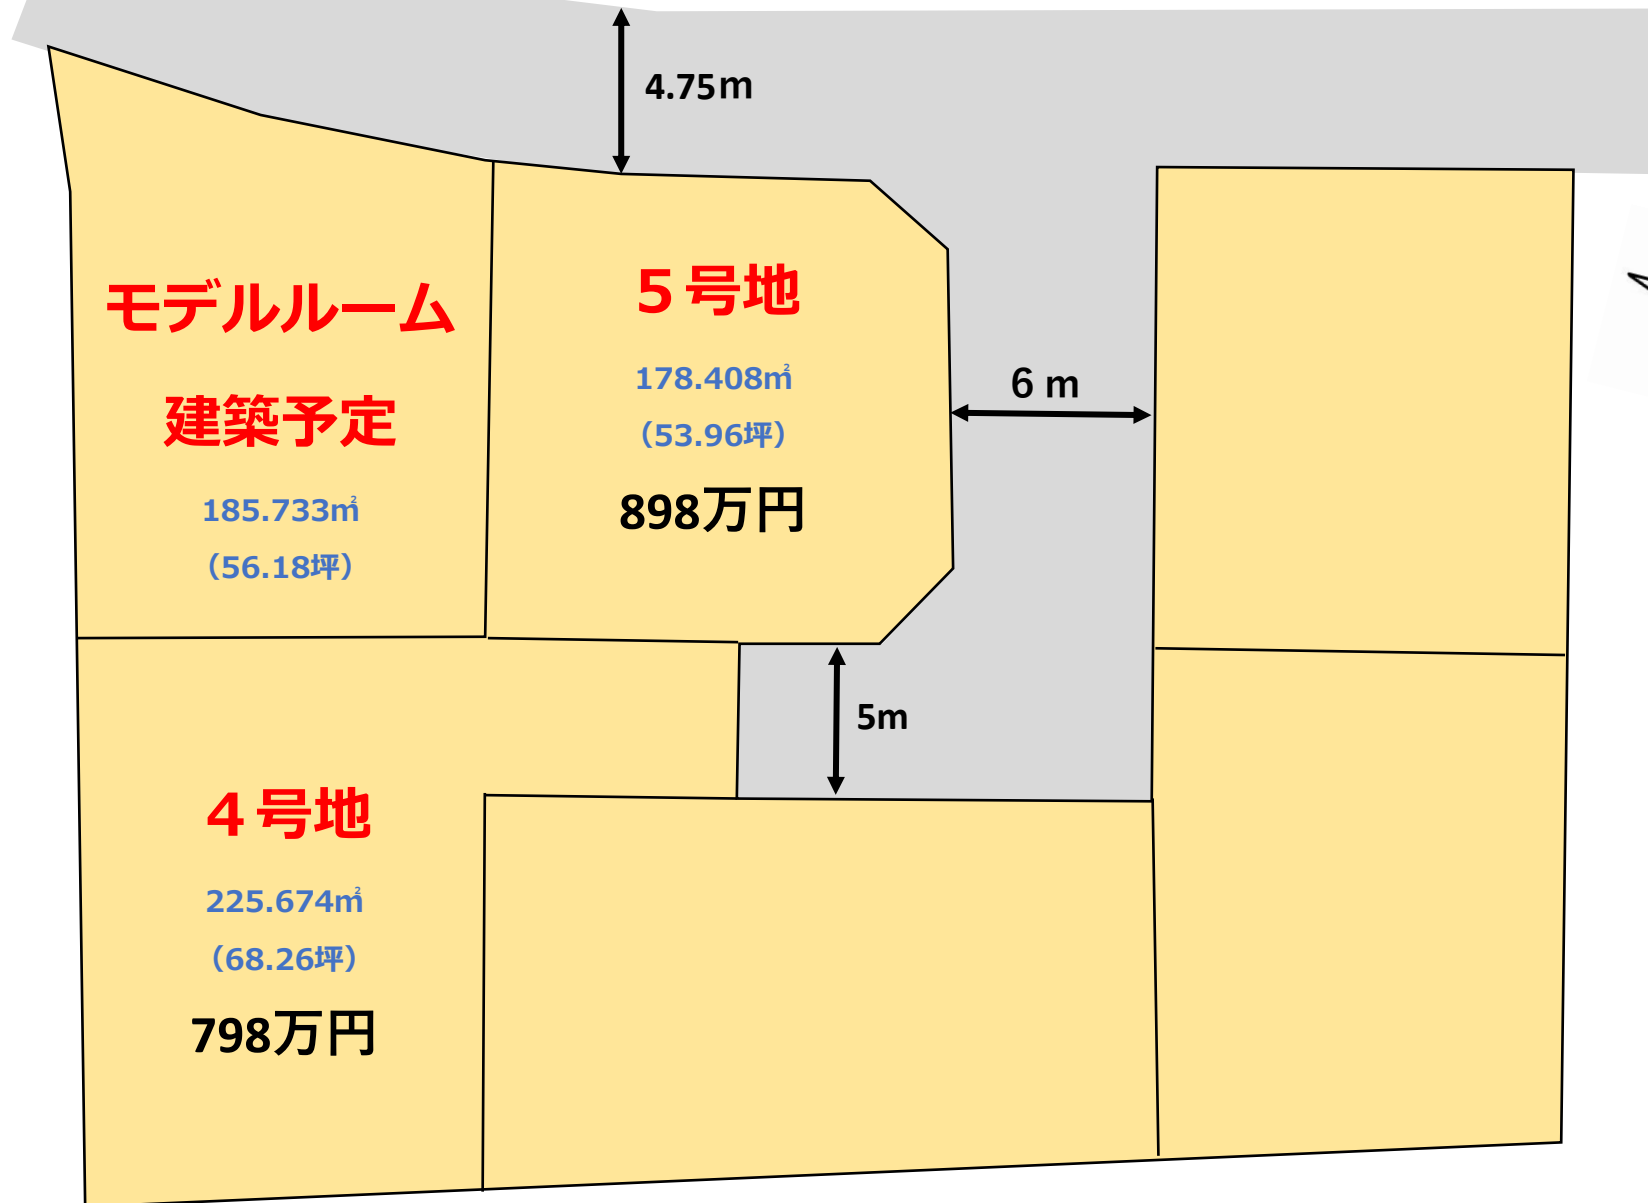 4.75m
モデルルーム
建築予定
185.733㎡
（56.18坪）
５号地
178.408㎡
（53.96坪）
898万円
6 m
5m
４号地
225.674㎡
（68.26坪）
798万円